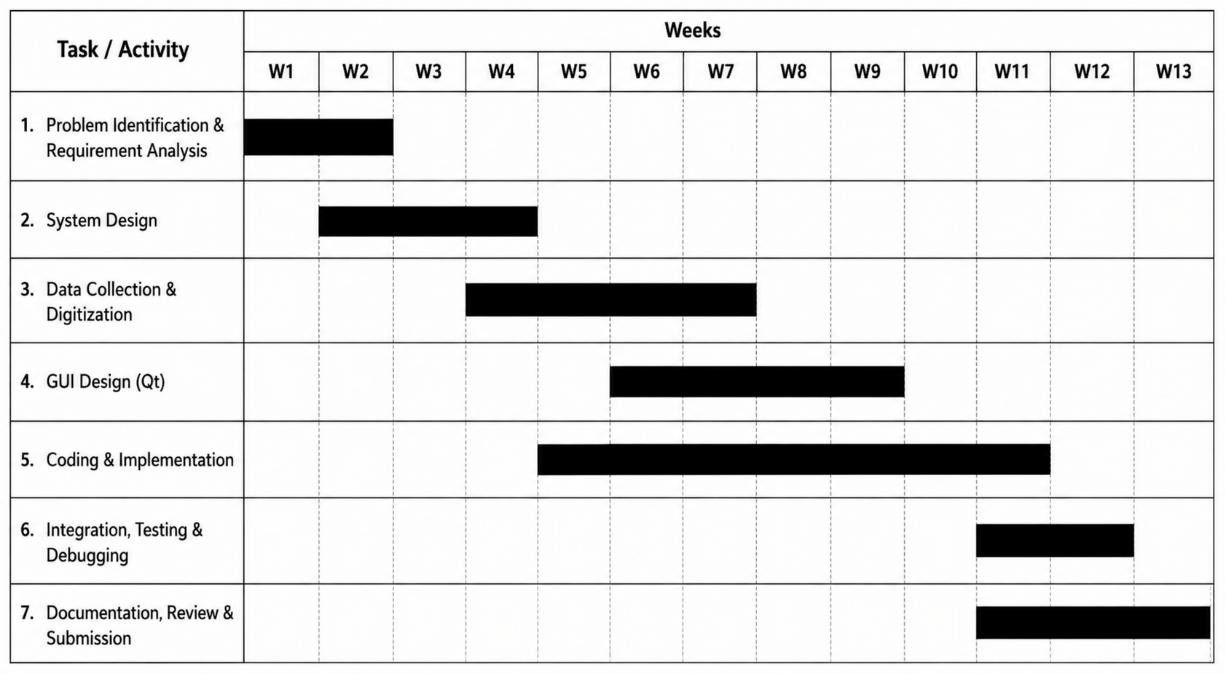 Task / Activity
Weeks
W1 W2 W3 W4 W5 W6 W7 W8 W9 W10 W11 W12 W13
1. Problem Identification &
Requirement Analysis
2. System Design
3. Data Collection &
Digitization
4. GUI Design (Qt)
5. Coding & Implementation
6. Integration, Testing &
Debugging
7. Documentation, Review &
Submission